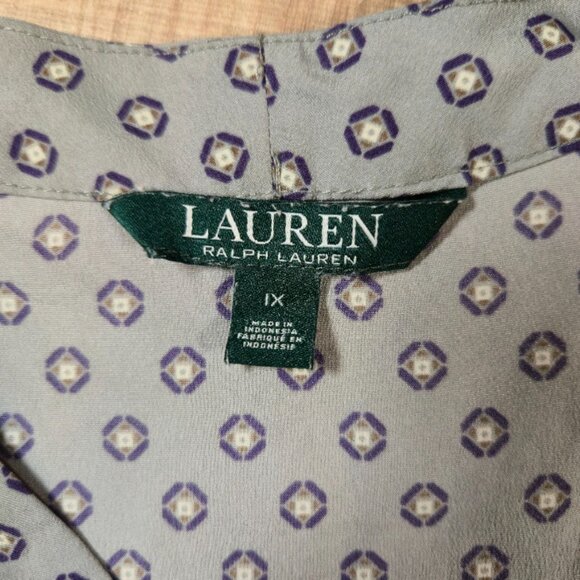 LAUREN
RALPH LAUREN
1X
MADE IN
INDONESIA
FABRIQUÉ EN
INDONÉSIE